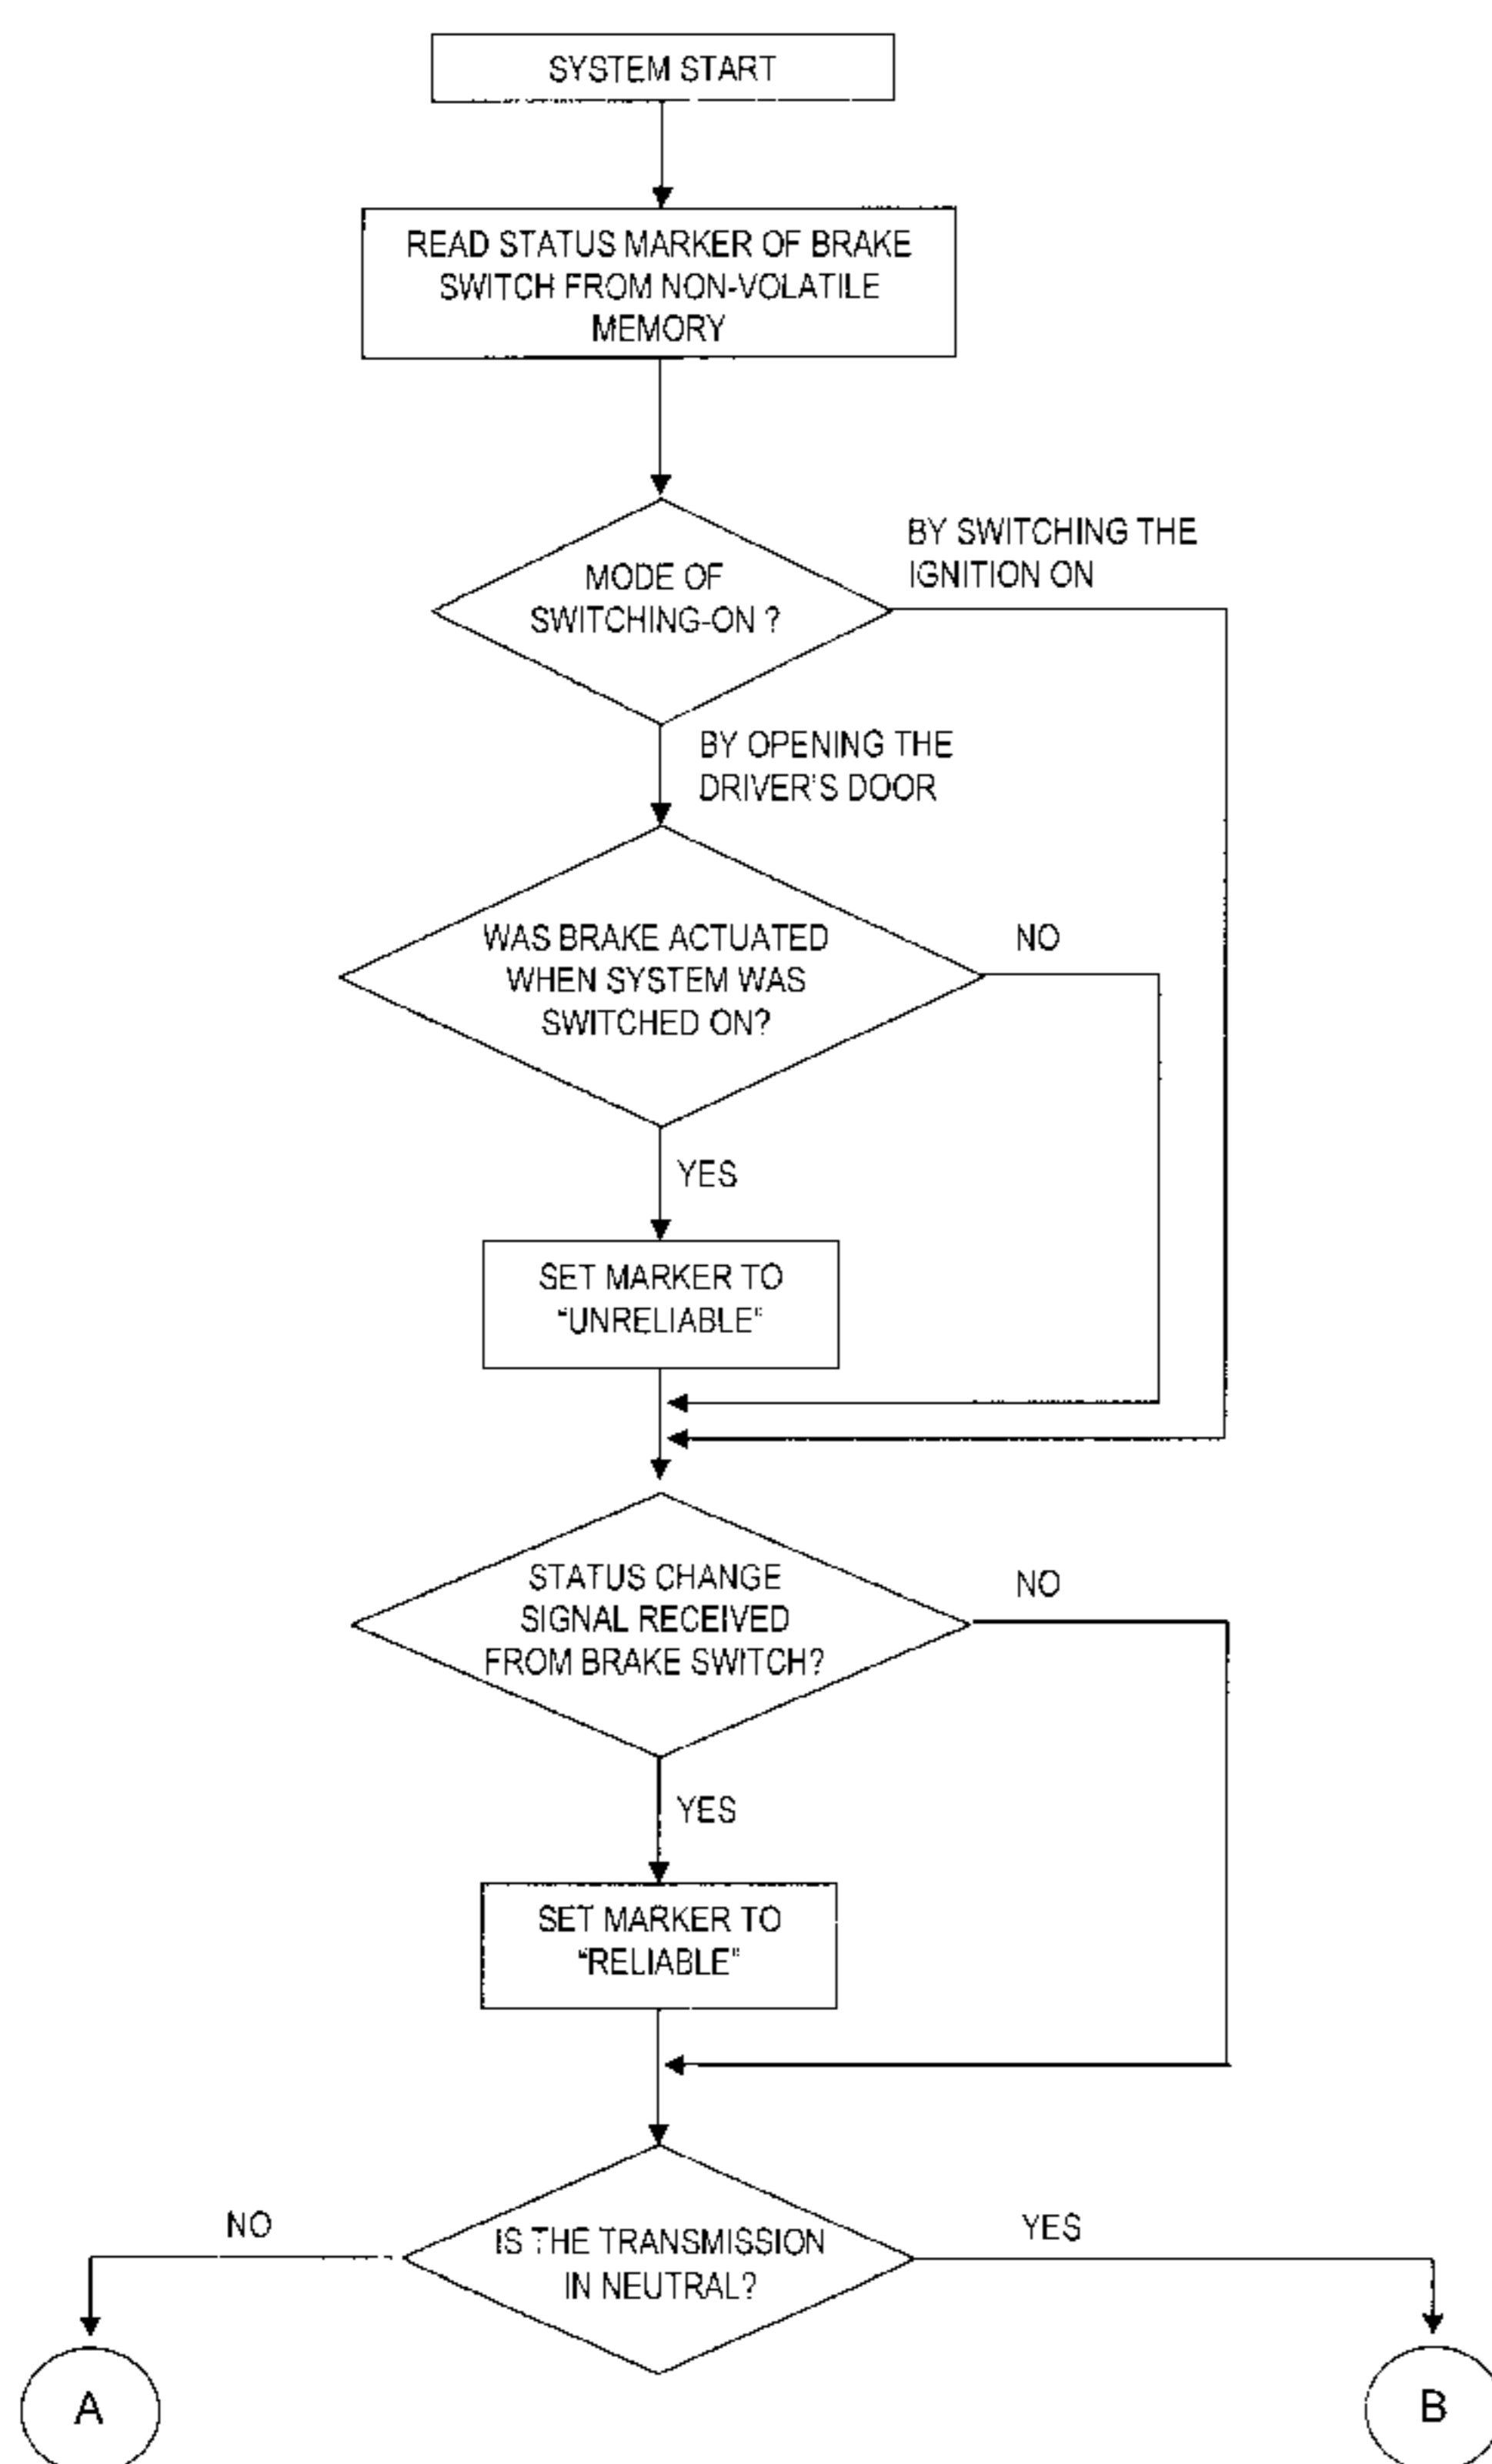 SYSTEM START
READ STATUS MARKER OF BRAKE
SWITCH FROM NON-VOLATILE
MEMORY
BY SWITCHING THE
IGNITION ON
MODE OF
SWITCHING-ON ?
BY OPENING THE
DRIVER'S DOOR
WAS BRAKE ACTUATED
WHEN SYSTEM WAS
SWITCHED ON?
NO
YES
SET MARKER TO
"UNRELIABLE"
STATUS CHANGE
SIGNAL RECEIVED
FROM BRAKE SWITCH?
NO
YES
SET MARKER TO
"RELIABLE"
NO
IS THE TRANSMISSION
IN NEUTRAL?
YES
A
B